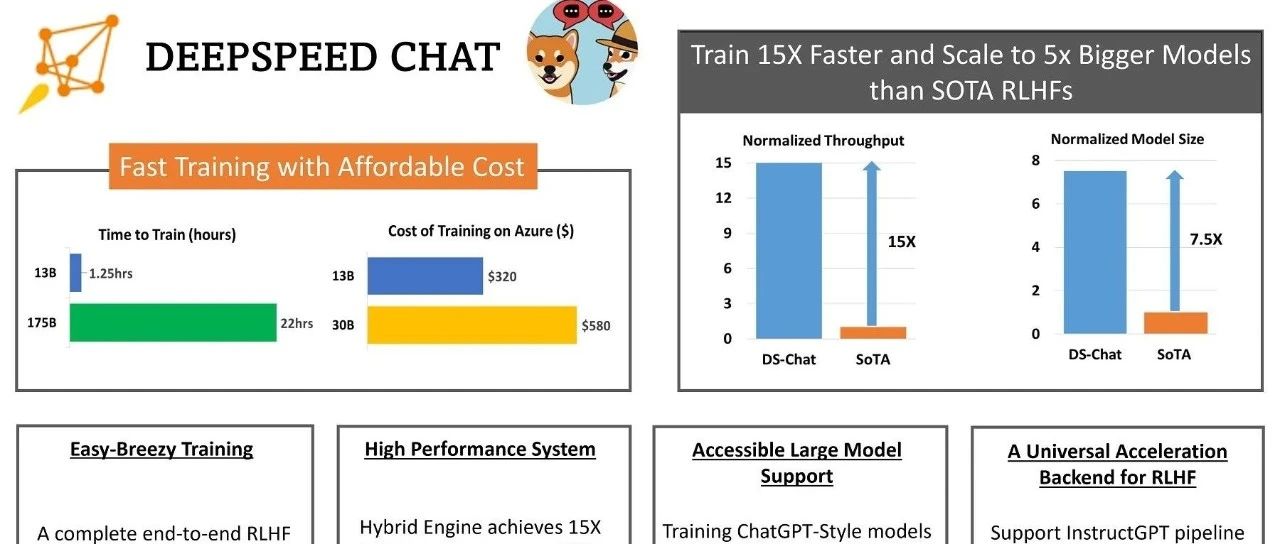 DEEPSPEED CHAT
Train 15X Faster and Scale to 5x Bigger Models
than SOTA RLHFs
Fast Training with Affordable Cost
Time to Train (hours)
13B
1.25hrs
175B
22hrs
Cost of Training on Azure ($)
13B
$320
30B
$580
Normalized Throughput
15
12
9
6
3
0
15X
DS-Chat
SoTA
Normalized Model Size
8
6
4
2
0
7.5X
DS-Chat
SoTA
Easy-Breezy Training
A complete end-to-end RLHF
High Performance System
Hybrid Engine achieves 15X
Accessible Large Model
Support
Training ChatGPT-Style models
A Universal Acceleration
Backend for RLHF
Support InstructGPT pipeline